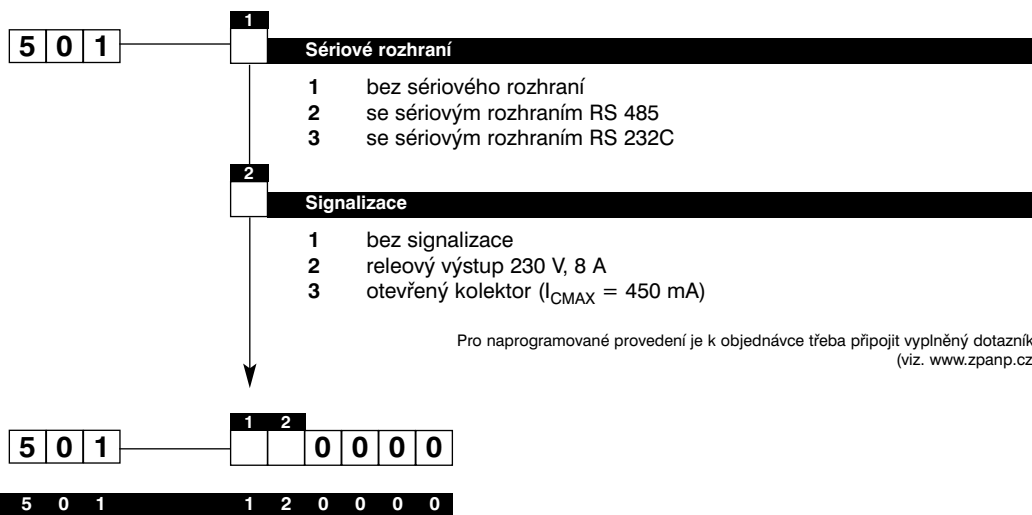 1
5 0 1
Sériové rozhraní
1 bez sériového rozhraní
2 se sériovým rozhraním RS 485
3 se sériovým rozhraním RS 232C
2
Signalizace
1 bez signalizace
2 releový výstup 230 V, 8 A
3 otevřený kolektor (ICMAX = 450 mA)
Pro naprogramované provedení je k objednávce třeba připojit vyplněný dotazník
(viz. www.zpanp.cz
1 2
5 0 1 0 0 0 0
5 0 1 1 2 0 0 0 0